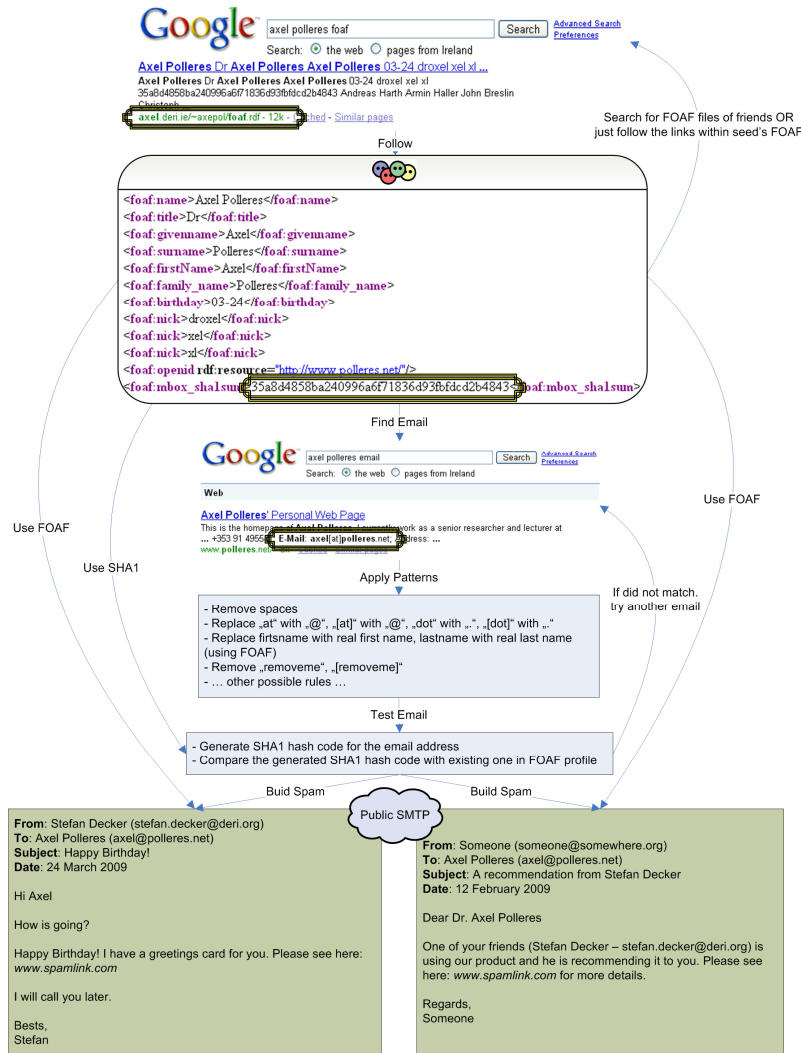 Google
axel polleres foaf
Search
Advanced Search
Preferences
Search: the web pages from Ireland
Axel Polleres Dr Axel Polleres Axel Polleres 03-24 droxel xel xl ...
Axel Polleres Dr Axel Polleres Axel Polleres 03-24 droxel xel xl
35a8d4858ba240996a6f71836d93fbfdcd2b4843 Andreas Harth Armin Haller John Breslin
Christoph ...
axel.deri.ie/~axepol/foaf.rdf - 12k - Cached - Similar pages
Search for FOAF files of friends OR
just follow the links within seed's FOAF
Follow
<foaf:name>Axel Polleres</foaf:name>
<foaf:title>Dr</foaf:title>
<foaf:givenname>Axel</foaf:givenname>
<foaf:surname>Polleres</foaf:surname>
<foaf:firstName>Axel</foaf:firstName>
<foaf:family_name>Polleres</foaf:family_name>
<foaf:birthday>03-24</foaf:birthday>
<foaf:nick>droxel</foaf:nick>
<foaf:nick>xel</foaf:nick>
<foaf:nick>xl</foaf:nick>
<foaf:openid rdf:resource="http://www.polleres.net/"/>
<foaf:mbox_sha1sum>35a8d4858ba240996a6f71836d93fbfdcd2b4843</foaf:mbox_sha1sum>
Find Email
Google
axel polleres email
Search
Advanced Search
Preferences
Search: the web pages from Ireland
Web
Axel Polleres' Personal Web Page
This is the homepage of Axel Polleres. I currently work as a senior researcher and lecturer at
... +353 91 4955 E-Mail: axel[at]polleres.net; Address: ...
www.polleres.net/ Cached - Similar pages
Use FOAF
Use SHA1
Use FOAF
Apply Patterns
If did not match.
try another email
- Remove spaces
- Replace „at“ with „@“, „[at]“ with „@“, „dot“ with „.“, „[dot]“ with „.“
- Replace firtsname with real first name, lastname with real last name
(using FOAF)
- Remove „removeme“, „[removeme]“
- … other possible rules …
Test Email
- Generate SHA1 hash code for the email address
- Compare the generated SHA1 hash code with existing one in FOAF profile
Buid Spam
Build Spam
Public SMTP
From: Stefan Decker (stefan.decker@deri.org)
To: Axel Polleres (axel@polleres.net)
Subject: Happy Birthday!
Date: 24 March 2009
Hi Axel
How is going?
Happy Birthday! I have a greetings card for you. Please see here:
www.spamlink.com
I will call you later.
Bests,
Stefan
From: Someone (someone@somewhere.org)
To: Axel Polleres (axel@polleres.net)
Subject: A recommendation from Stefan Decker
Date: 12 February 2009
Dear Dr. Axel Polleres
One of your friends (Stefan Decker – stefan.decker@deri.org) is
using our product and he is recommending it to you. Please see
here: www.spamlink.com for more details.
Regards,
Someone